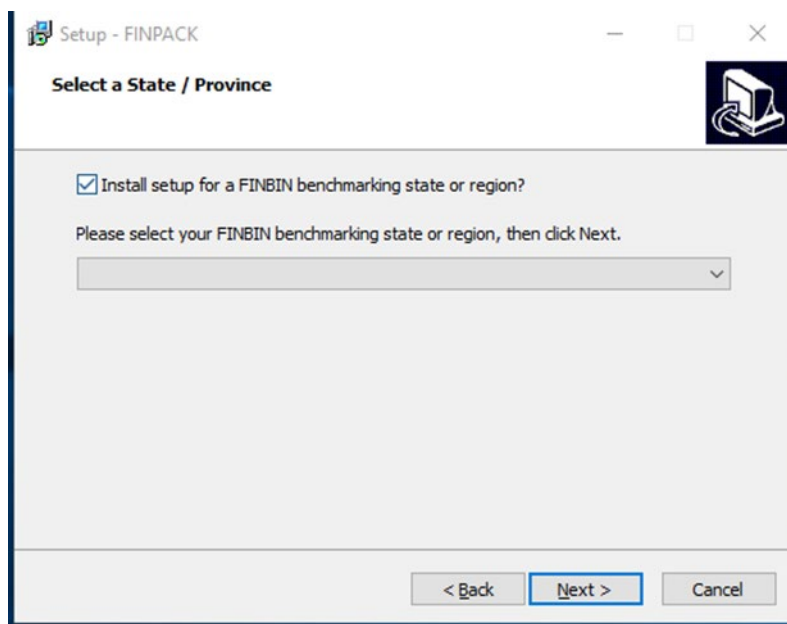 Setup - FINPACK
Select a State / Province
Install setup for a FINBIN benchmarking state or region?
Please select your FINBIN benchmarking state or region, then click Next.
< Back
Next >
Cancel